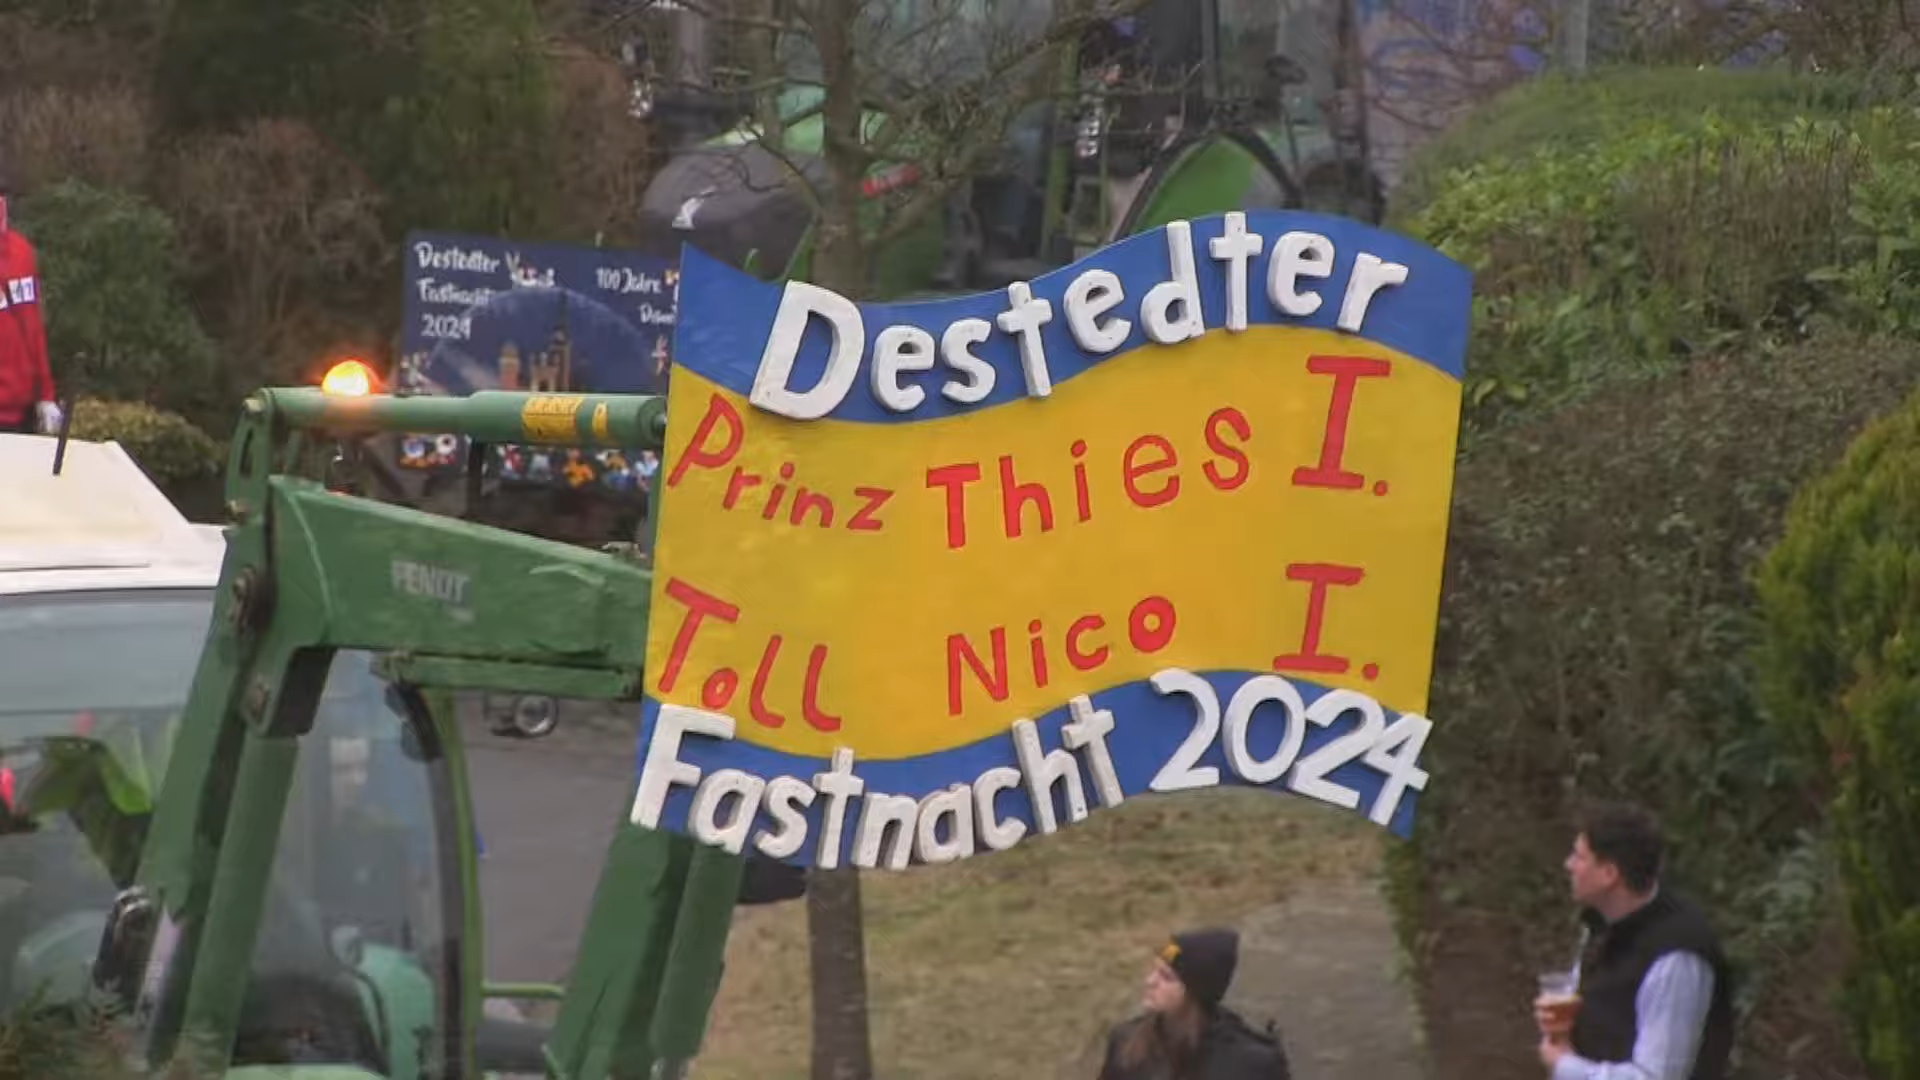 Destedter
Fastnacht
2024
100 Jahre
Destedter
Prinz Thies I.
Toll Nico I.
Fastnacht 2024
FENDT